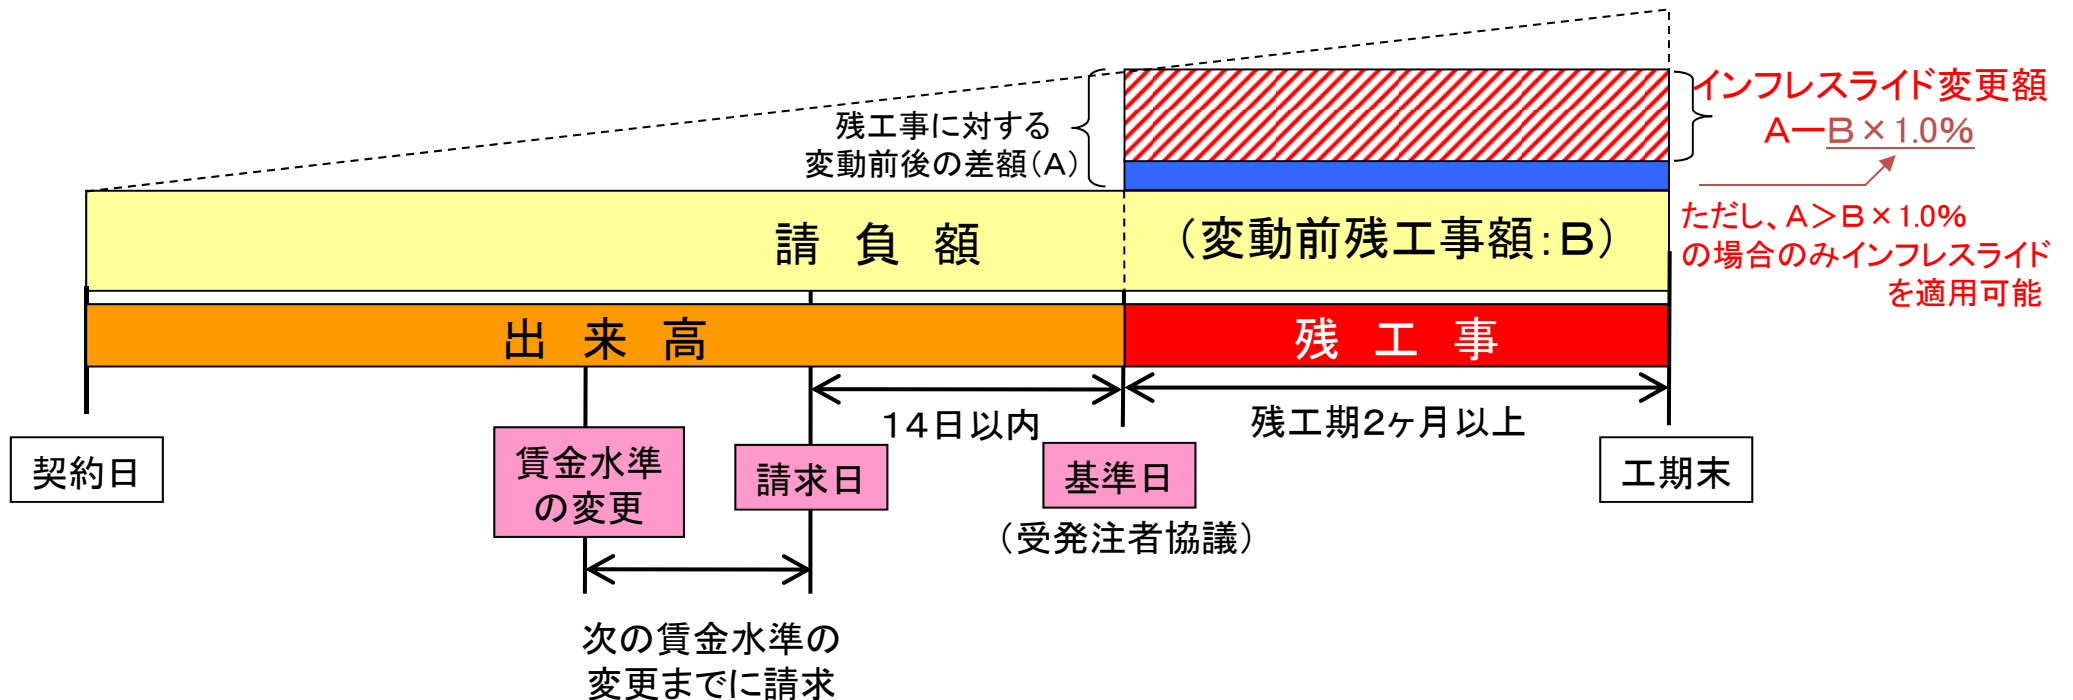 インフレスライド変更額
A－B×1.0%
残工事に対する
変動前後の差額(A)
ただし、A＞B×1.0%
の場合のみインフレスライド
を適用可能
請 負 額
(変動前残工事額:B)
出 来 高
残 工 事
14日以内
残工期2ヶ月以上
契約日
賃金水準
の変更
請求日
基準日
(受発注者協議)
工期末
次の賃金水準の
変更までに請求